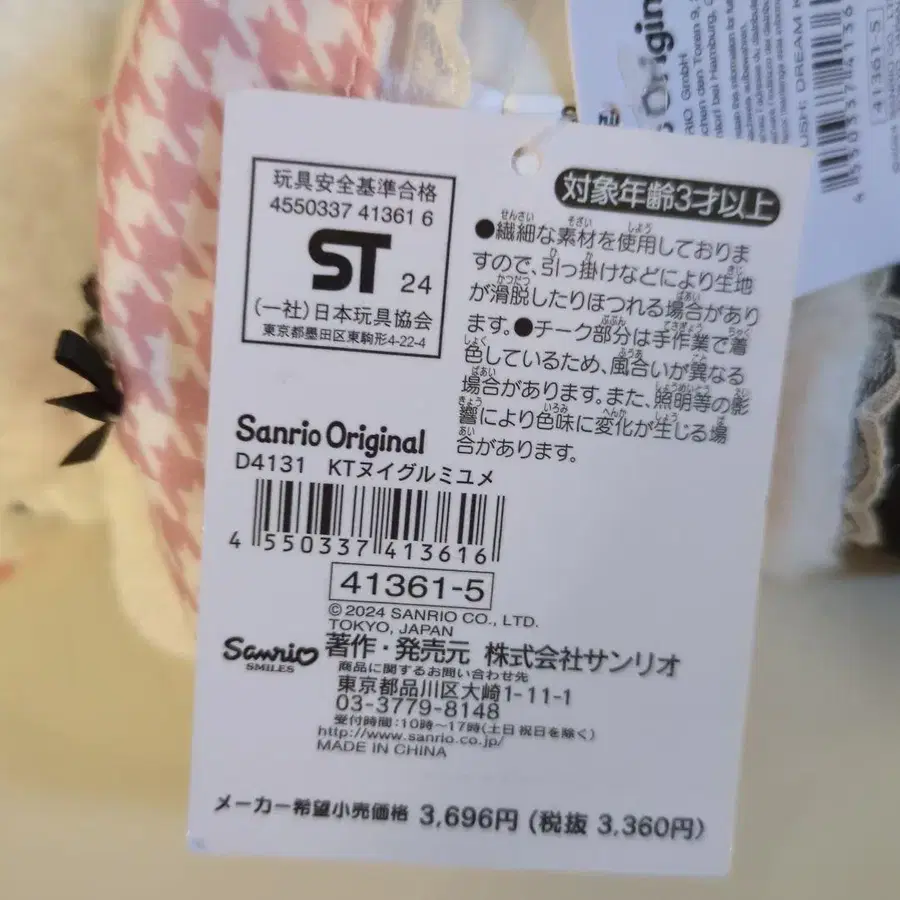 玩具安全基準合格
4550337 41361 6
ST 24
(一社)日本玩具協会
東京都墨田区東駒形4-22-4
対象年齢3才以上
●繊細な素材を使用しておりま
すので、引っ掛けなどにより生地
が滑脱したりほつれる場合があり
ます。●チーク部分は手作業で着
色しているため、風合いが異なる
場合があります。また、照明等の影
響により色味に変化が生じる場
合があります。
Sanrio Original
D4131 KTヌイグルミユメ
4 550337 413616
41361-5
©2024 SANRIO CO., LTD.
TOKYO, JAPAN
Sanrio
SMILES
著作・発売元 株式会社サンリオ
商品に関するお問い合わせ先
東京都品川区大崎1-11-1
03-3779-8148
受付時間:10時〜17時(土日 祝日を除く)
http://www.sanrio.co.jp/
MADE IN CHINA
メーカー希望小売価格 3,696円 (税抜 3,360円)
Original
GmbH
41361-5